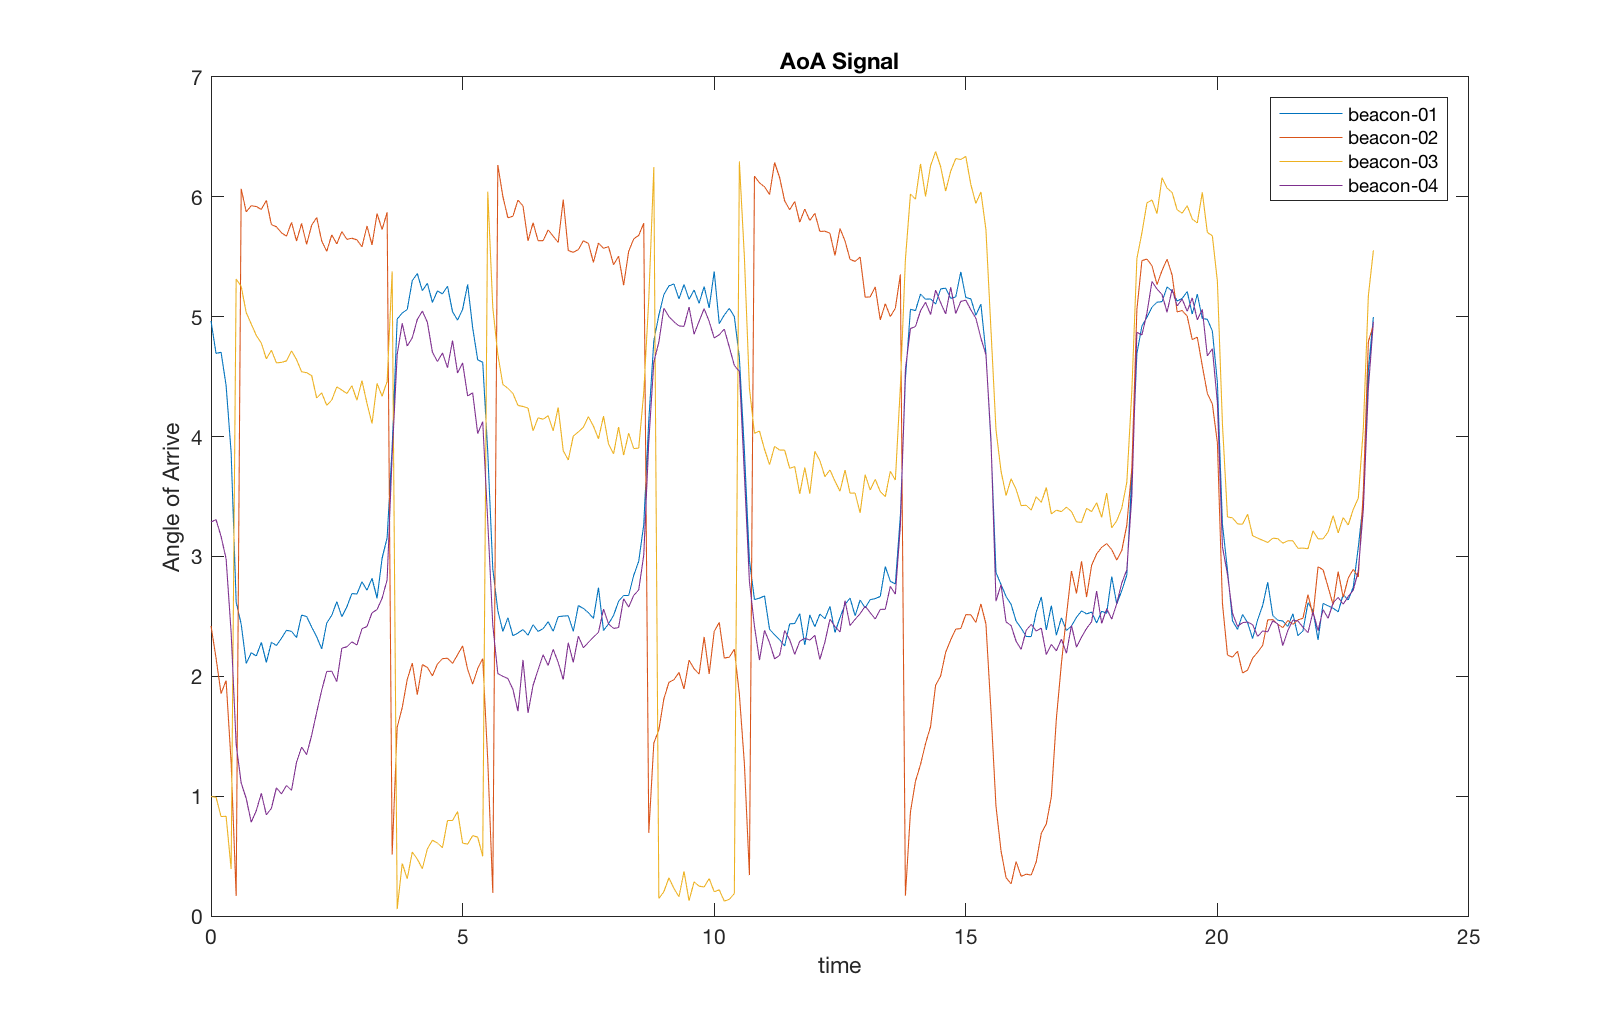 AoA Signal
7
6
5
4
3
2
1
0
Angle of Arrive
beacon-01
beacon-02
beacon-03
beacon-04
0 5 10 15 20 25
time